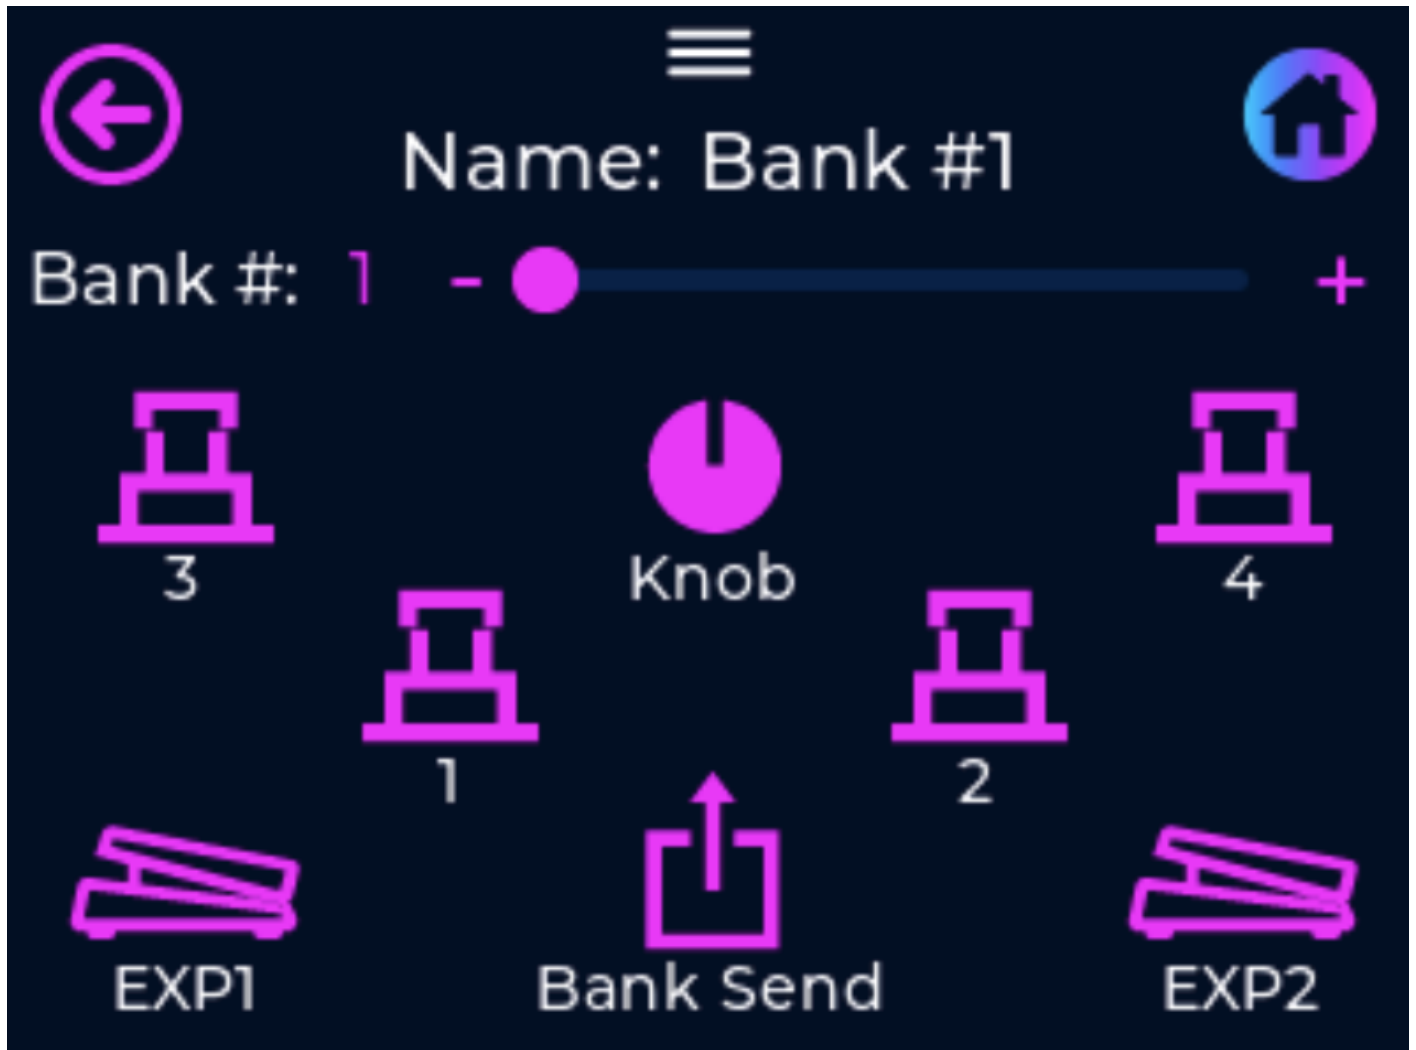 Name: Bank #1
Bank #: 1 - +
3 Knob 4
1 2
EXP1 Bank Send EXP2